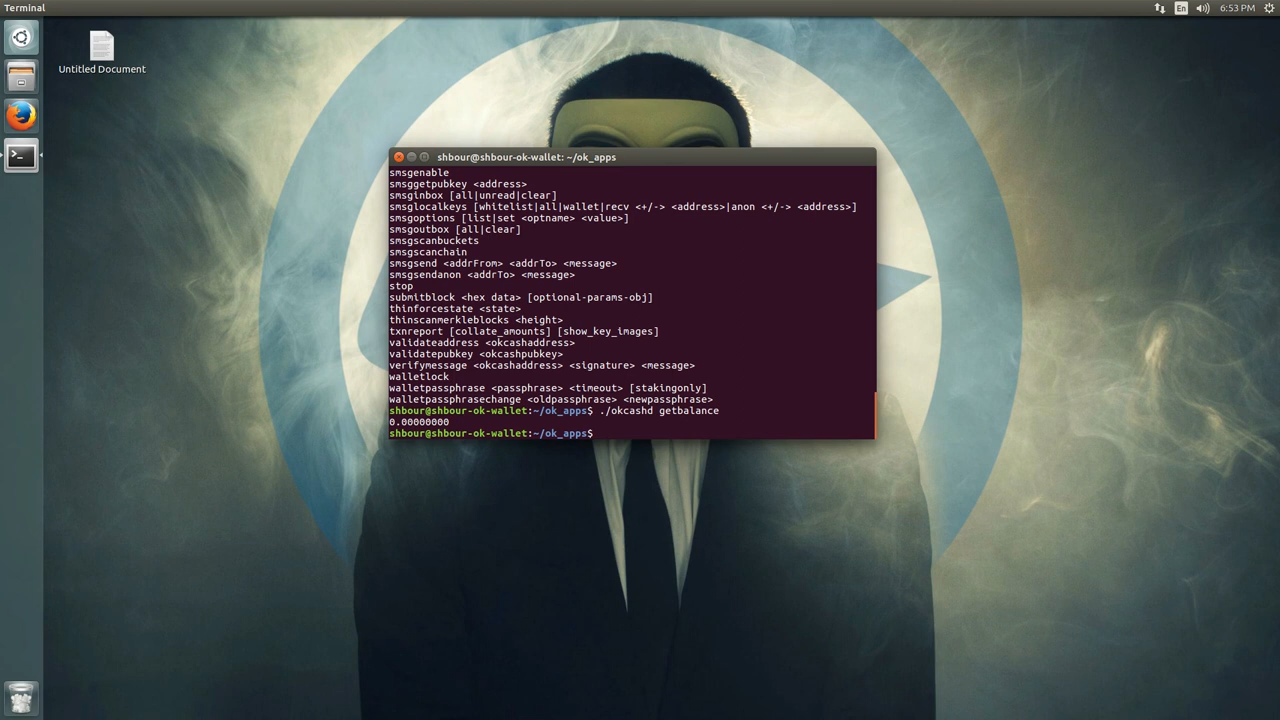 Terminal
En
6:53 PM
Untitled Document
shbour@shbour-ok-wallet: ~/ok_apps
smsgenable
smsggetpubkey <address>
smsginbox [all|unread|clear]
smsglocalkeys [whitelist|all|wallet|recv <+/-> <address>|anon <+/-> <address>]
smsgoptions [list|set <optname> <value>]
smsgoutbox [all|clear]
smsgscanbuckets
smsgscanchain
smsgsend <addrFrom> <addrTo> <message>
smsgsendanon <addrTo> <message>
stop
submitblock <hex data> [optional-params-obj]
thinforcestate <state>
thinscanmerkleblocks <height>
txnreport [collate_amounts] [show_key_images]
validateaddress <okcashaddress>
validatepubkey <okcashpubkey>
verifymessage <okcashaddress> <signature> <message>
walletlock
walletpassphrase <passphrase> <timeout> [stakingonly]
walletpassphrasechange <oldpassphrase> <newpassphrase>
shbour@shbour-ok-wallet:~/ok_apps$ ./okcashd getbalance
0.00000000
shbour@shbour-ok-wallet:~/ok_apps$